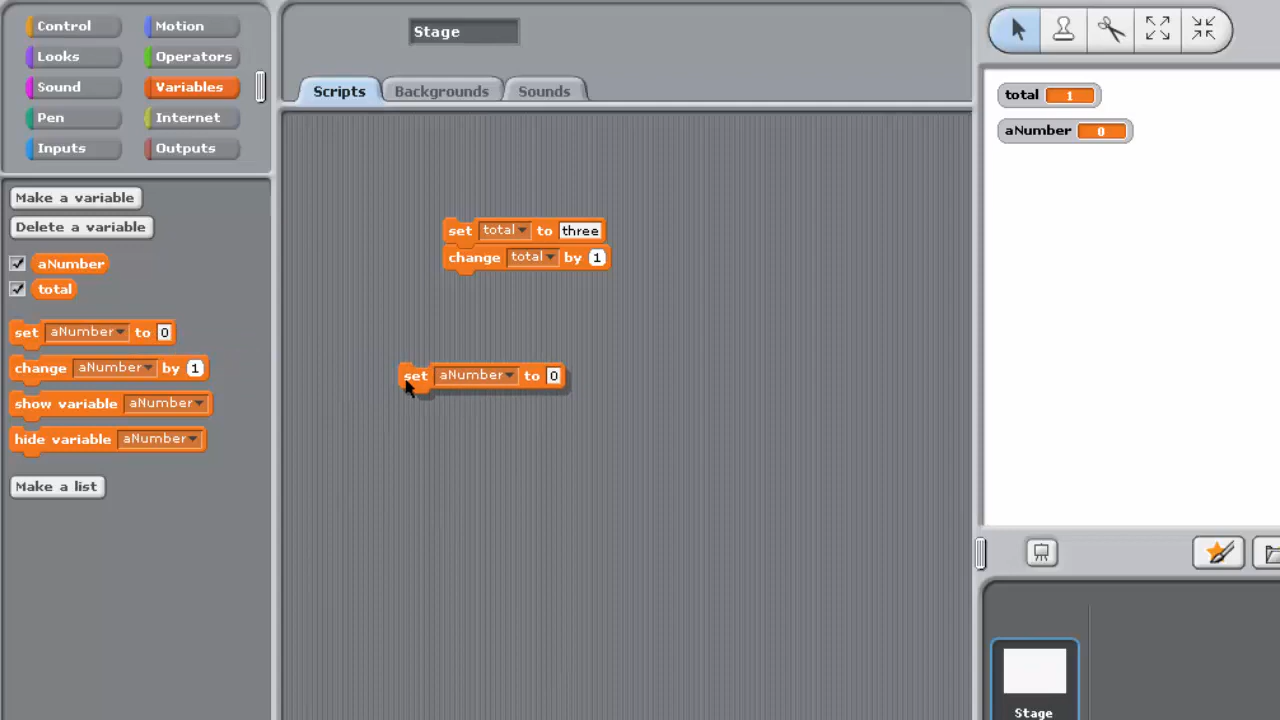 Control
Motion
Looks
Operators
Sound
Variables
Pen
Internet
Inputs
Outputs
Make a variable
Delete a variable
aNumber
total
set aNumber to 0
change aNumber by 1
show variable aNumber
hide variable aNumber
Make a list
Stage
Scripts
Backgrounds
Sounds
set total to three
change total by 1
set aNumber to 0
total 1
aNumber 0
Stage